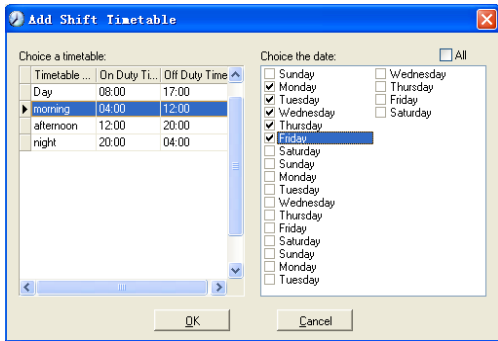 Add Shift Timetable
Choice a timetable:
Timetable ... On Duty Ti... Off Duty Time
Day 08:00 17:00
morning 04:00 12:00
afternoon 12:00 20:00
night 20:00 04:00
Choice the date:
All
Sunday
Monday
Tuesday
Wednesday
Thursday
Friday
Saturday
Sunday
Monday
Tuesday
Wednesday
Thursday
Friday
Saturday
Sunday
Monday
Tuesday
Wednesday
Thursday
Friday
Saturday
OK
Cancel